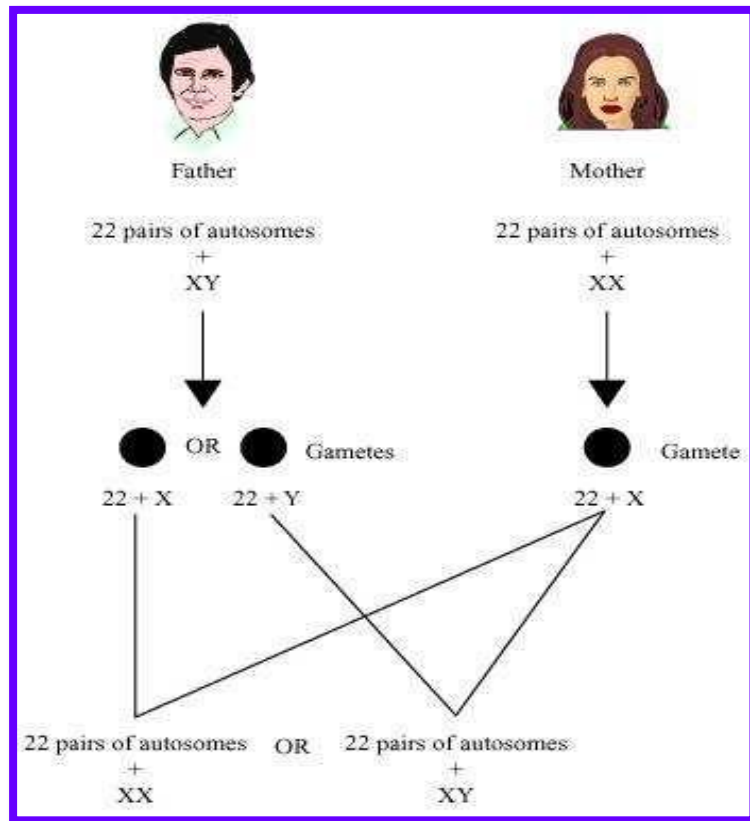 Father Mother
22 pairs of autosomes 22 pairs of autosomes
+ +
XY XX
OR Gametes Gamete
22 + X 22 + Y 22 + X
22 pairs of autosomes OR 22 pairs of autosomes
+ +
XX XY